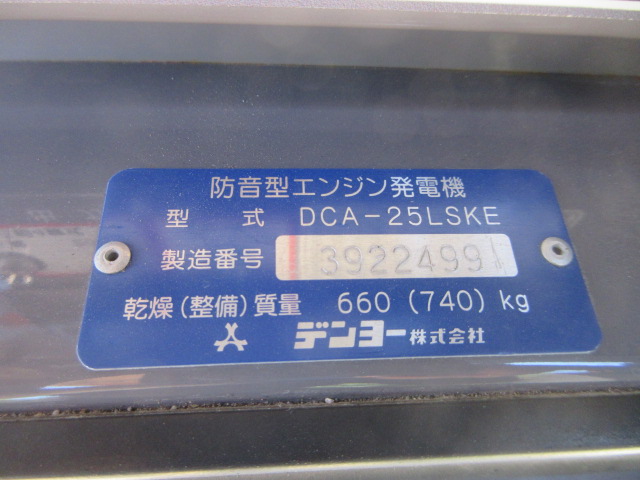 防音型エンジン発電機
型 式 DCA-25LSKE
製造番号 3922499
乾燥(整備)質量 660 (740) kg
デンヨー株式会社